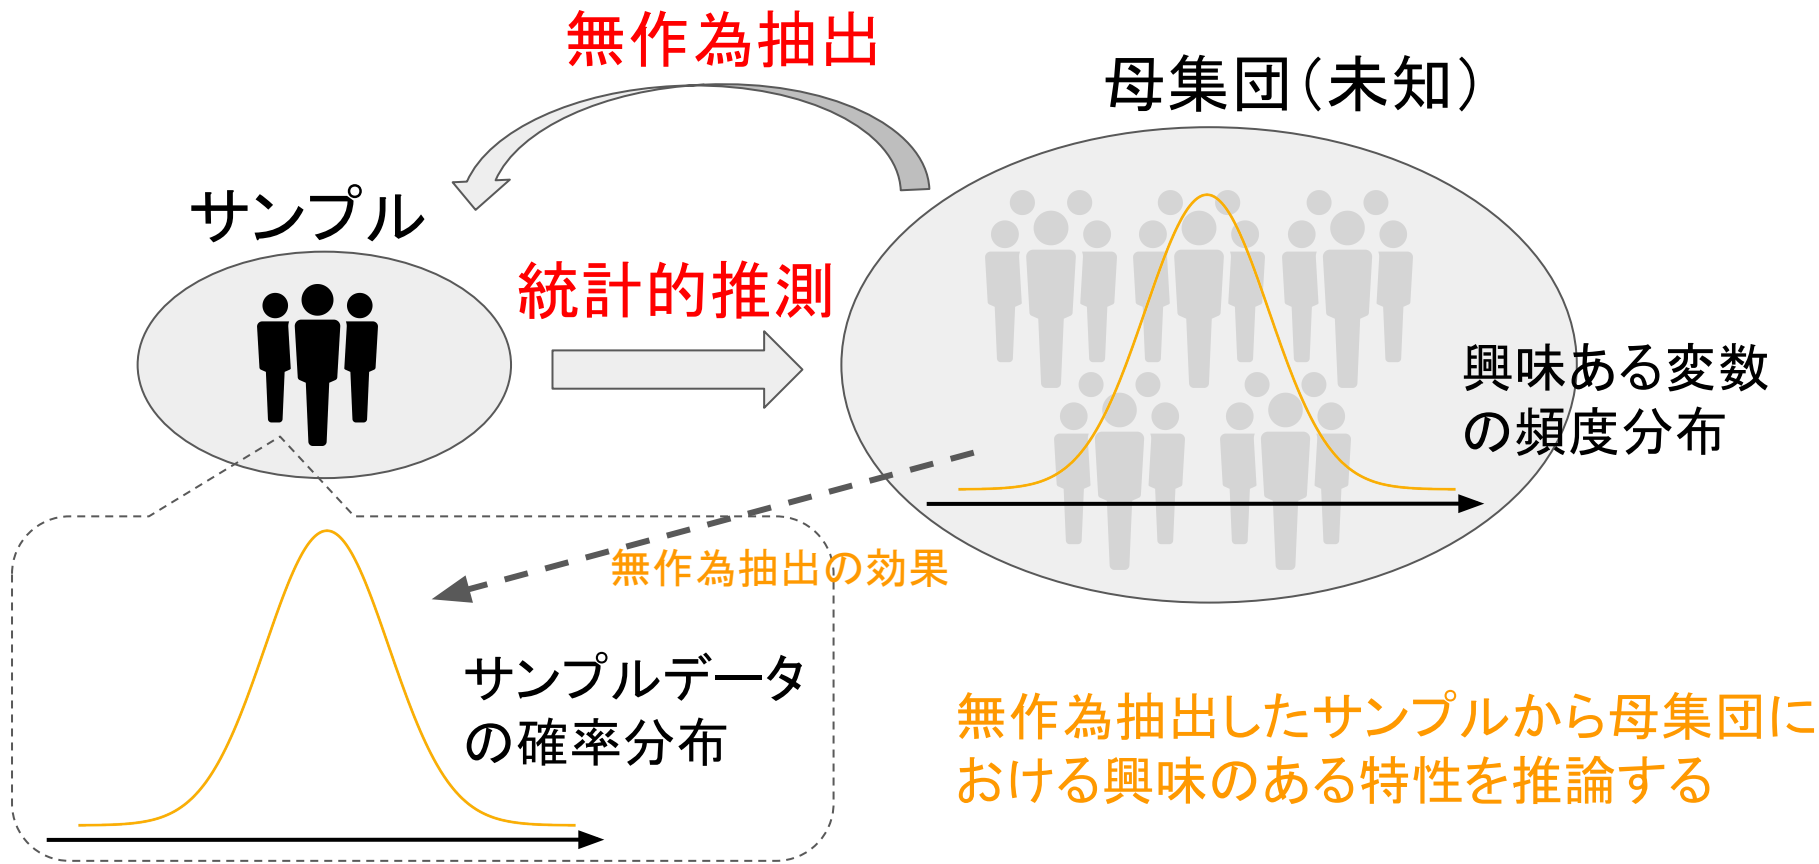 無作為抽出
母集団（未知）
サンプル
統計的推測
興味ある変数
の頻度分布
無作為抽出の効果
サンプルデータ
の確率分布
無作為抽出したサンプルから母集団に
おける興味のある特性を推論する